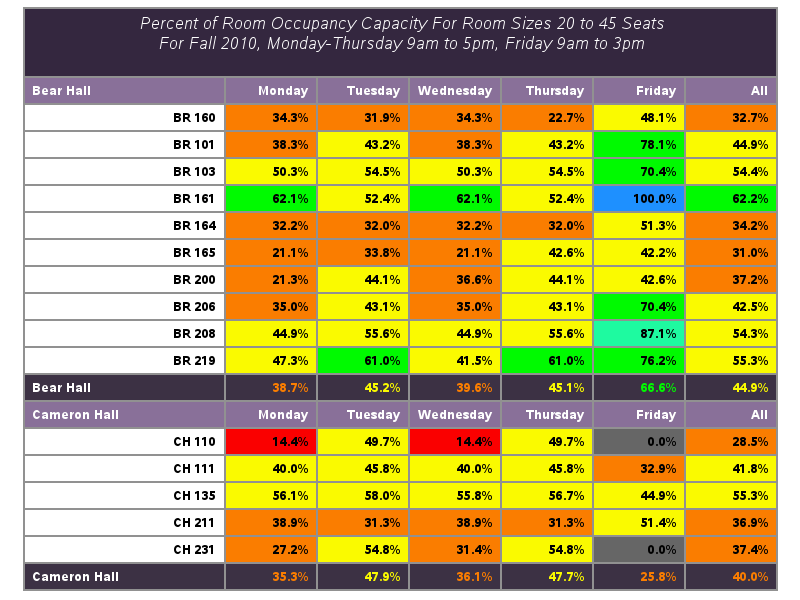 Percent of Room Occupancy Capacity For Room Sizes 20 to 45 Seats
For Fall 2010, Monday-Thursday 9am to 5pm, Friday 9am to 3pm
Bear Hall Monday Tuesday Wednesday Thursday Friday All
BR 160 34.3% 31.9% 34.3% 22.7% 48.1% 32.7%
BR 101 38.3% 43.2% 38.3% 43.2% 78.1% 44.9%
BR 103 50.3% 54.5% 50.3% 54.5% 70.4% 54.4%
BR 161 62.1% 52.4% 62.1% 52.4% 100.0% 62.2%
BR 164 32.2% 32.0% 32.2% 32.0% 51.3% 34.2%
BR 165 21.1% 33.8% 21.1% 42.6% 42.2% 31.0%
BR 200 21.3% 44.1% 36.6% 44.1% 42.6% 37.2%
BR 206 35.0% 43.1% 35.0% 43.1% 70.4% 42.5%
BR 208 44.9% 55.6% 44.9% 55.6% 87.1% 54.3%
BR 219 47.3% 61.0% 41.5% 61.0% 76.2% 55.3%
Bear Hall 38.7% 45.2% 39.6% 45.1% 66.6% 44.9%
Cameron Hall Monday Tuesday Wednesday Thursday Friday All
CH 110 14.4% 49.7% 14.4% 49.7% 0.0% 28.5%
CH 111 40.0% 45.8% 40.0% 45.8% 32.9% 41.8%
CH 135 56.1% 58.0% 55.8% 56.7% 44.9% 55.3%
CH 211 38.9% 31.3% 38.9% 31.3% 51.4% 36.9%
CH 231 27.2% 54.8% 31.4% 54.8% 0.0% 37.4%
Cameron Hall 35.3% 47.9% 36.1% 47.7% 25.8% 40.0%